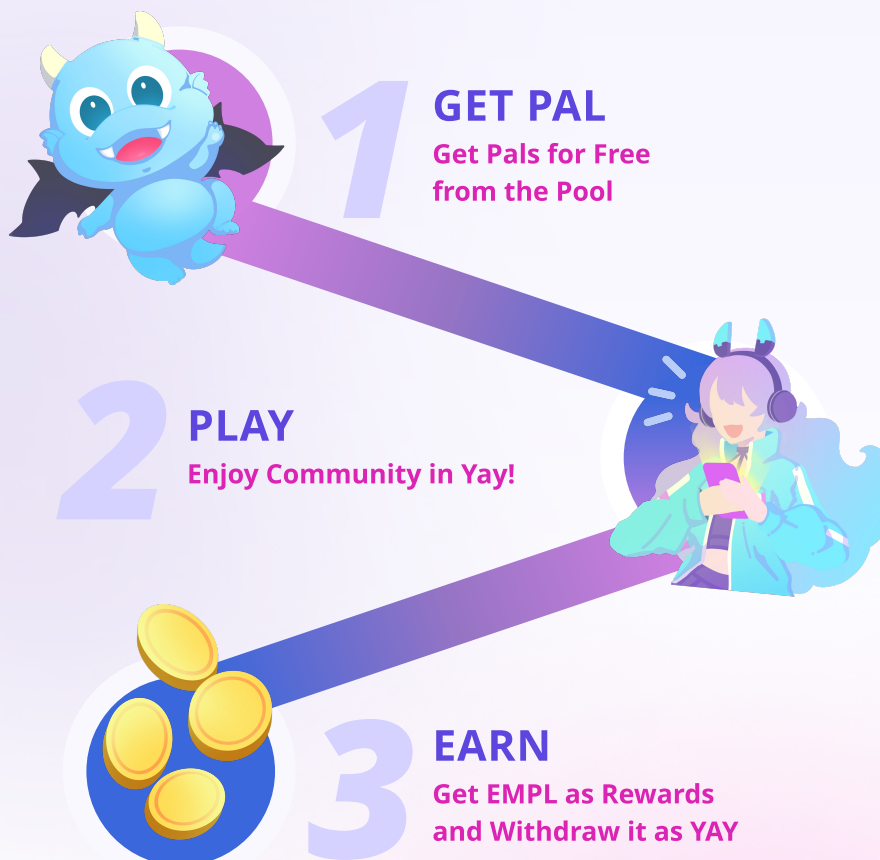 1
GET PAL
Get Pals for Free
from the Pool
2
PLAY
Enjoy Community in Yay!
3
EARN
Get EMPL as Rewards
and Withdraw it as YAY